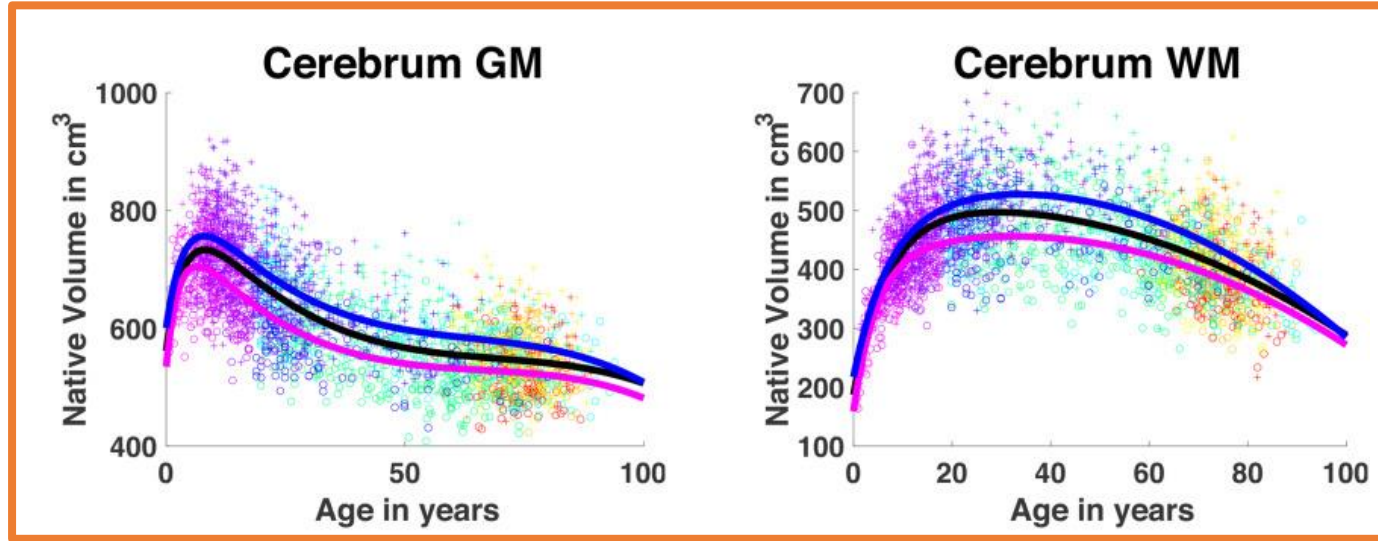 Cerebrum GM
1000
800
600
400
Native Volume in cm3
0 50 100
Age in years
Cerebrum WM
700
600
500
400
300
200
100
Native Volume in cm3
0 20 40 60 80 100
Age in years